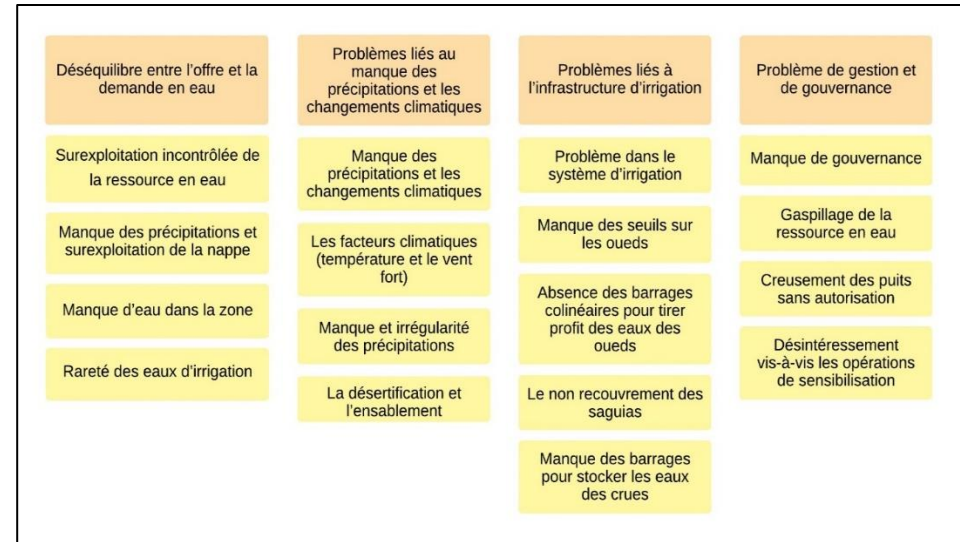 Déséquilibre entre l'offre et la
demande en eau
Surexploitation incontrôlée de
la ressource en eau
Manque des précipitations et
surexploitation de la nappe
Manque d'eau dans la zone
Rareté des eaux d'irrigation
Problèmes liés au
manque des
précipitations et les
changements climatiques
Manque des
précipitations et les
changements climatiques
Les facteurs climatiques
(température et le vent
fort)
Manque et irrégularité
des précipitations
La désertification et
l'ensablement
Problèmes liés à
l'infrastructure d'irrigation
Problème dans le
système d'irrigation
Manque des seuils sur
les oueds
Absence des barrages
colinéaires pour tirer
profit des eaux des
oueds
Le non recouvrement des
saguias
Manque des barrages
pour stocker les eaux
des crues
Problème de gestion et
de gouvernance
Manque de gouvernance
Gaspillage de la
ressource en eau
Creusement des puits
sans autorisation
Désintéressement
vis-à-vis les opérations
de sensibilisation